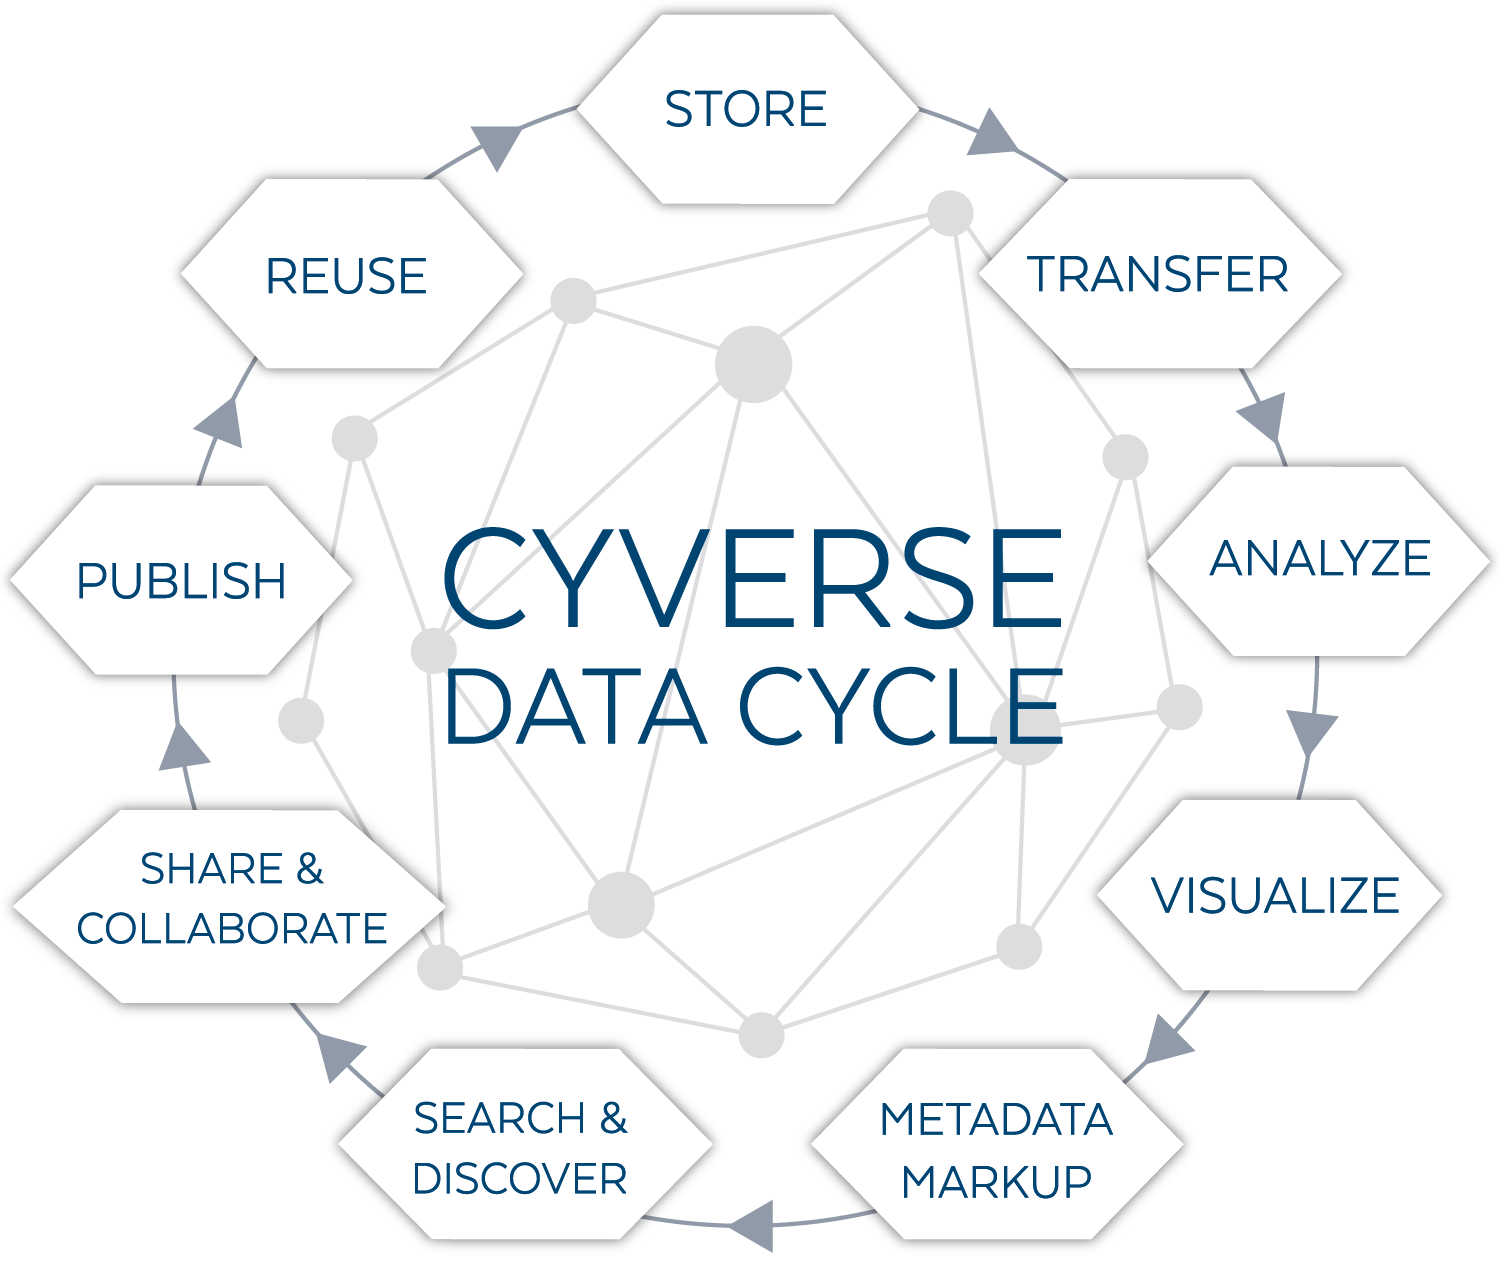 STORE
TRANSFER
ANALYZE
VISUALIZE
METADATA
MARKUP
SEARCH &
DISCOVER
SHARE &
COLLABORATE
PUBLISH
REUSE
CYVERSE
DATA CYCLE